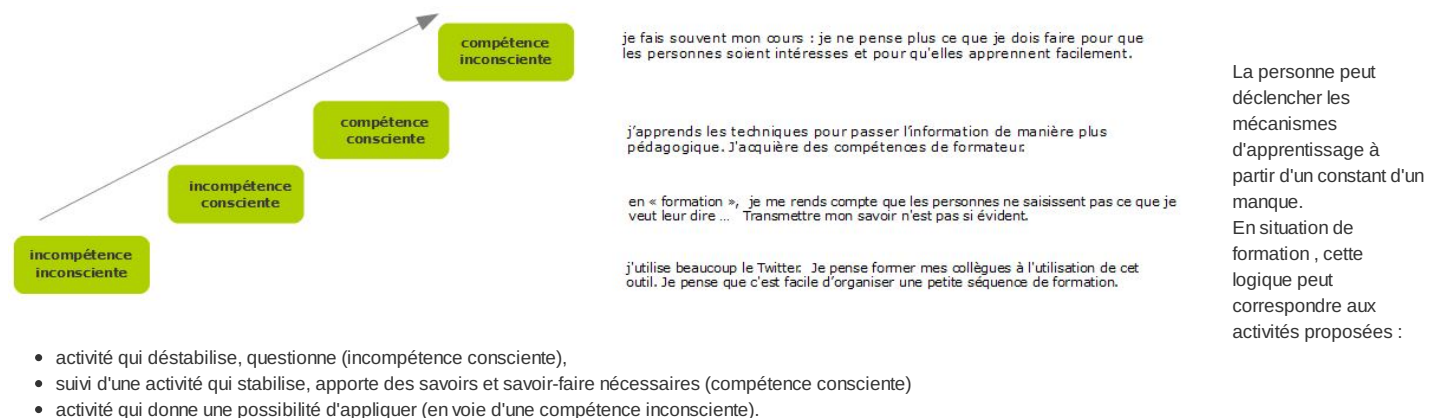 compétence
inconsciente
je fais souvent mon cours : je ne pense plus ce que je dois faire pour que
les personnes soient intéresses et pour qu'elles apprennent facilement.
compétence
consciente
j'apprends les techniques pour passer l'information de manière plus
pédagogique. J'acquière des compétences de formateur.
incompétence
consciente
en « formation », je me rends compte que les personnes ne saisissent pas ce que je
veut leur dire ... Transmettre mon savoir n'est pas si évident.
incompétence
inconsciente
j'utilise beaucoup le Twitter. Je pense former mes collègues à l'utilisation de cet
outil. Je pense que c'est facile d'organiser une petite séquence de formation.
La personne peut
déclencher les
mécanismes
d'apprentissage à
partir d'un constant d'un
manque.
En situation de
formation , cette
logique peut
correspondre aux
activités proposées :
• activité qui déstabilise, questionne (incompétence consciente),
• suivi d'une activité qui stabilise, apporte des savoirs et savoir-faire nécessaires (compétence consciente)
• activité qui donne une possibilité d'appliquer (en voie d'une compétence inconsciente).